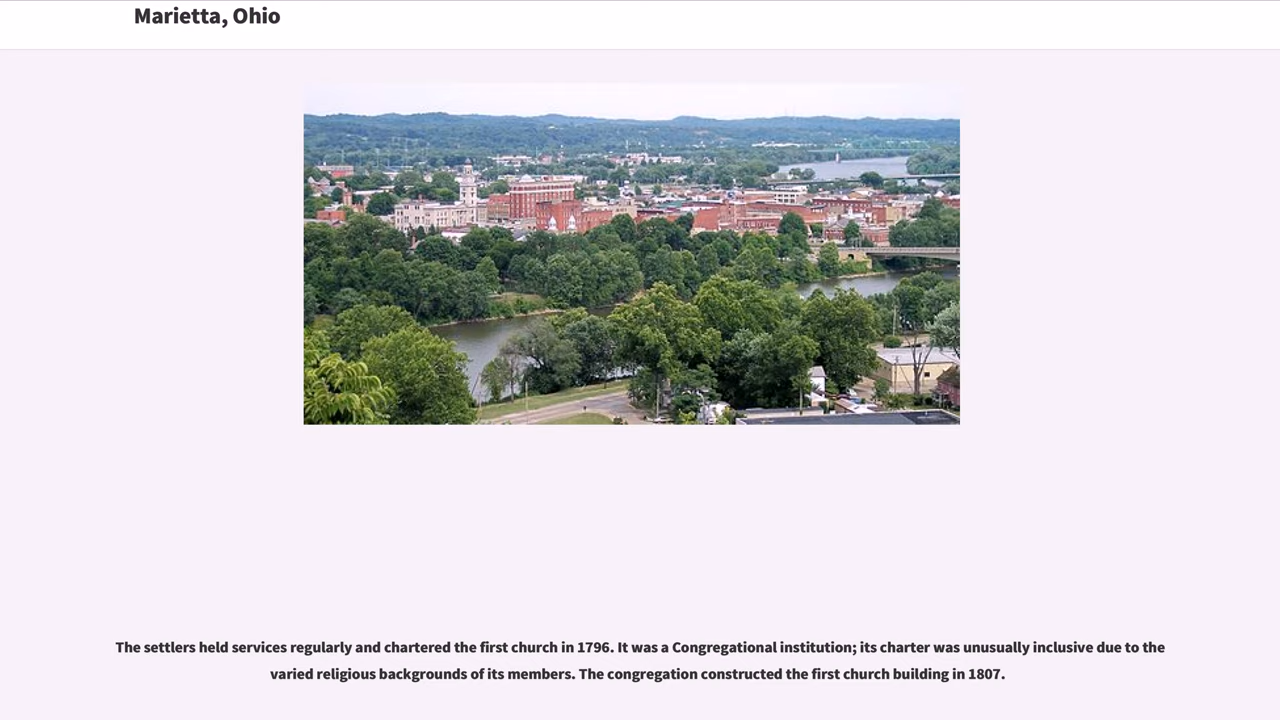 Marietta, Ohio
The settlers held services regularly and chartered the first church in 1796. It was a Congregational institution; its charter was unusually inclusive due to the
varied religious backgrounds of its members. The congregation constructed the first church building in 1807.